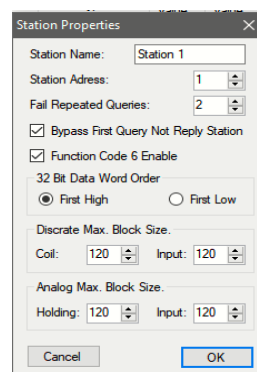 Station Properties
Station Name: Station 1
Station Adress: 1
Fail Repeated Queries: 2
Bypass First Query Not Reply Station
Function Code 6 Enable
32 Bit Data Word Order
First High First Low
Discrete Max. Block Size.
Coil: 120 Input: 120
Analog Max. Block Size.
Holding: 120 Input: 120
Cancel OK